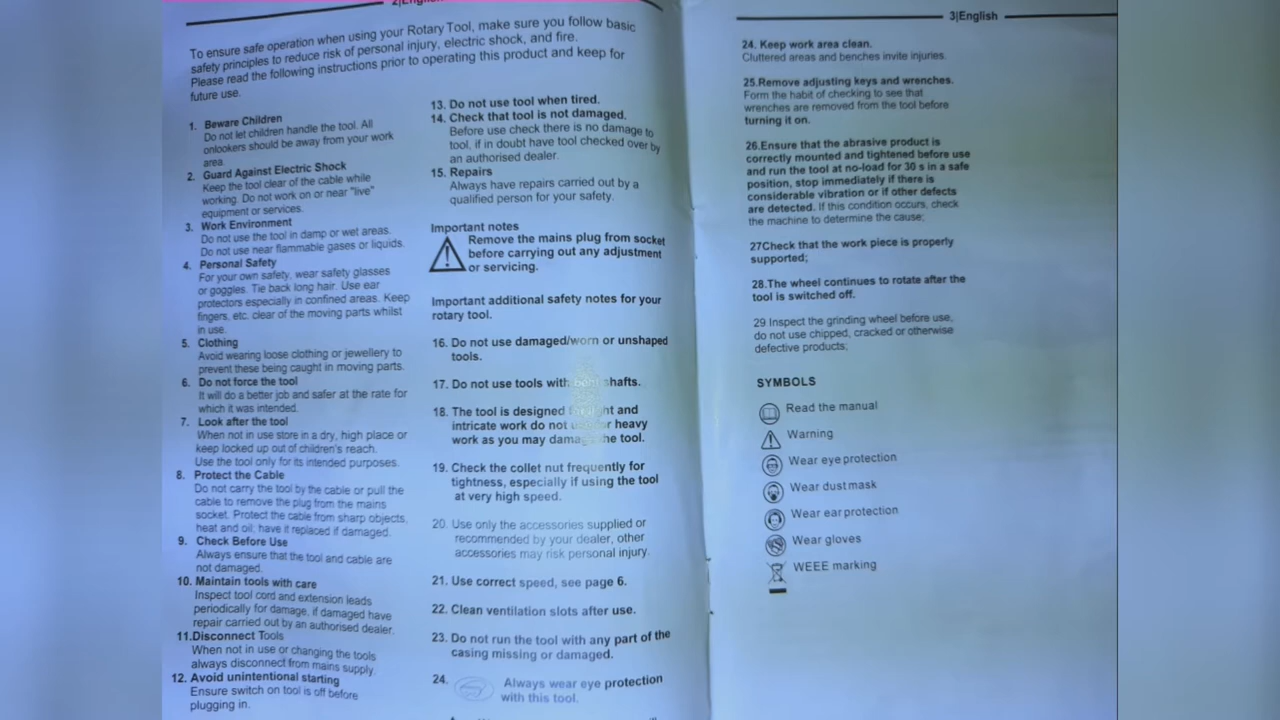 2|English
To ensure safe operation when using your Rotary Tool, make sure you follow basic
safety principles to reduce risk of personal injury, electric shock, and fire.
Please read the following instructions prior to operating this product and keep for
future use.
1. Beware Children
Do not let children handle the tool. All
onlookers should be away from your work
area.
2. Guard Against Electric Shock
Keep the tool clear of the cable while
working. Do not work on or near "live"
equipment or services.
3. Work Environment
Do not use the tool in damp or wet areas.
Do not use near flammable gases or liquids.
4. Personal Safety
For your own safety, wear safety glasses
or goggles. Tie back long hair. Use ear
protectors especially in confined areas. Keep
fingers, etc. clear of the moving parts whilst
in use.
5. Clothing
Avoid wearing loose clothing or jewellery to
prevent these being caught in moving parts.
6. Do not force the tool
It will do a better job and safer at the rate for
which it was intended.
7. Look after the tool
When not in use store in a dry, high place or
keep locked up out of children's reach.
Use the tool only for its intended purposes.
8. Protect the Cable
Do not carry the tool by the cable or pull the
cable to remove the plug from the mains
socket. Protect the cable from sharp objects,
heat and oil, have it replaced if damaged.
9. Check Before Use
Always ensure that the tool and cable are
not damaged.
10. Maintain tools with care
Inspect tool cord and extension leads
periodically for damage, if damaged have
repair carried out by an authorised dealer.
11.Disconnect Tools
When not in use or changing the tools
always disconnect from mains supply.
12. Avoid unintentional starting
Ensure switch on tool is off before
plugging in.
13. Do not use tool when tired.
14. Check that tool is not damaged.
Before use check there is no damage to
tool, if in doubt have tool checked over by
an authorised dealer.
15. Repairs
Always have repairs carried out by a
qualified person for your safety.
Important notes
Remove the mains plug from socket
before carrying out any adjustment
or servicing.
Important additional safety notes for your
rotary tool.
16. Do not use damaged/worn or unshaped
tools.
17. Do not use tools with bent shafts.
18. The tool is designed for light and
intricate work do not use for heavy
work as you may damage the tool.
19. Check the collet nut frequently for
tightness, especially if using the tool
at very high speed.
20. Use only the accessories supplied or
recommended by your dealer, other
accessories may risk personal injury.
21. Use correct speed, see page 6.
22. Clean ventilation slots after use.
23. Do not run the tool with any part of the
casing missing or damaged.
24. Always wear eye protection
with this tool.
3|English
24. Keep work area clean.
Cluttered areas and benches invite injuries.
25.Remove adjusting keys and wrenches.
Form the habit of checking to see that
wrenches are removed from the tool before
turning it on.
26.Ensure that the abrasive product is
correctly mounted and tightened before use
and run the tool at no-load for 30 s in a safe
position, stop immediately if there is
considerable vibration or if other defects
are detected. If this condition occurs, check
the machine to determine the cause;
27Check that the work piece is properly
supported;
28.The wheel continues to rotate after the
tool is switched off.
29 Inspect the grinding wheel before use,
do not use chipped, cracked or otherwise
defective products;
SYMBOLS
Read the manual
Warning
Wear eye protection
Wear dust mask
Wear ear protection
Wear gloves
WEEE marking